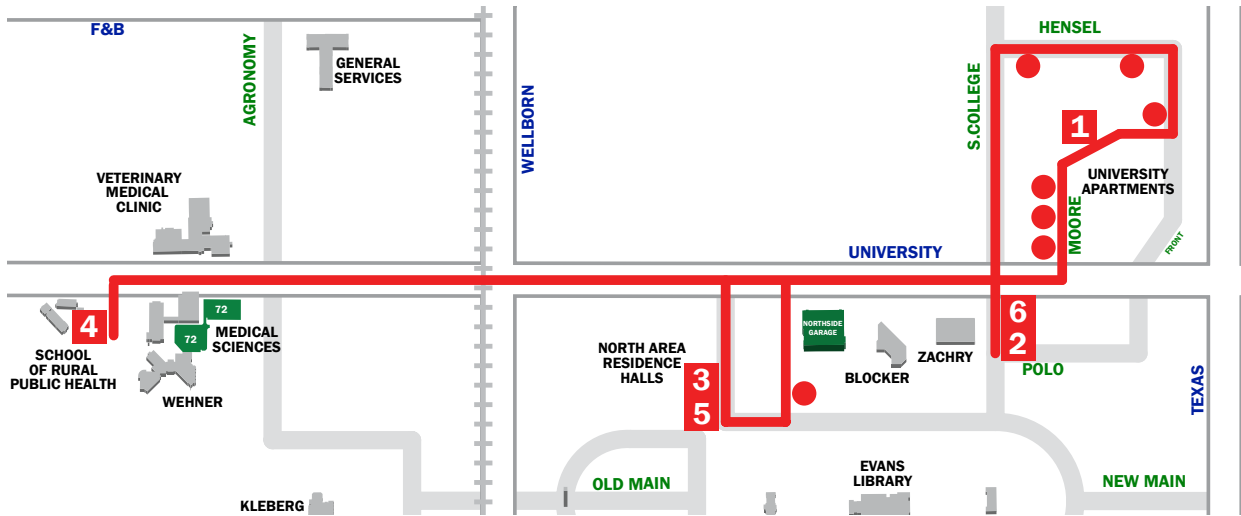 F&B
HENSEL
AGRONOMY
GENERAL
SERVICES
WELLBORN
S.COLLEGE
1
VETERINARY
MEDICAL
CLINIC
UNIVERSITY
APARTMENTS
MOORE
FRONT
UNIVERSITY
4
72
72
MEDICAL
SCIENCES
SCHOOL
OF RURAL
PUBLIC HEALTH
WEHNER
NORTH AREA
RESIDENCE
HALLS
3
5
NORTHSIDE
GARAGE
BLOCKER
ZACHRY
6
2
POLO
TEXAS
KLEBERG
OLD MAIN
EVANS
LIBRARY
NEW MAIN